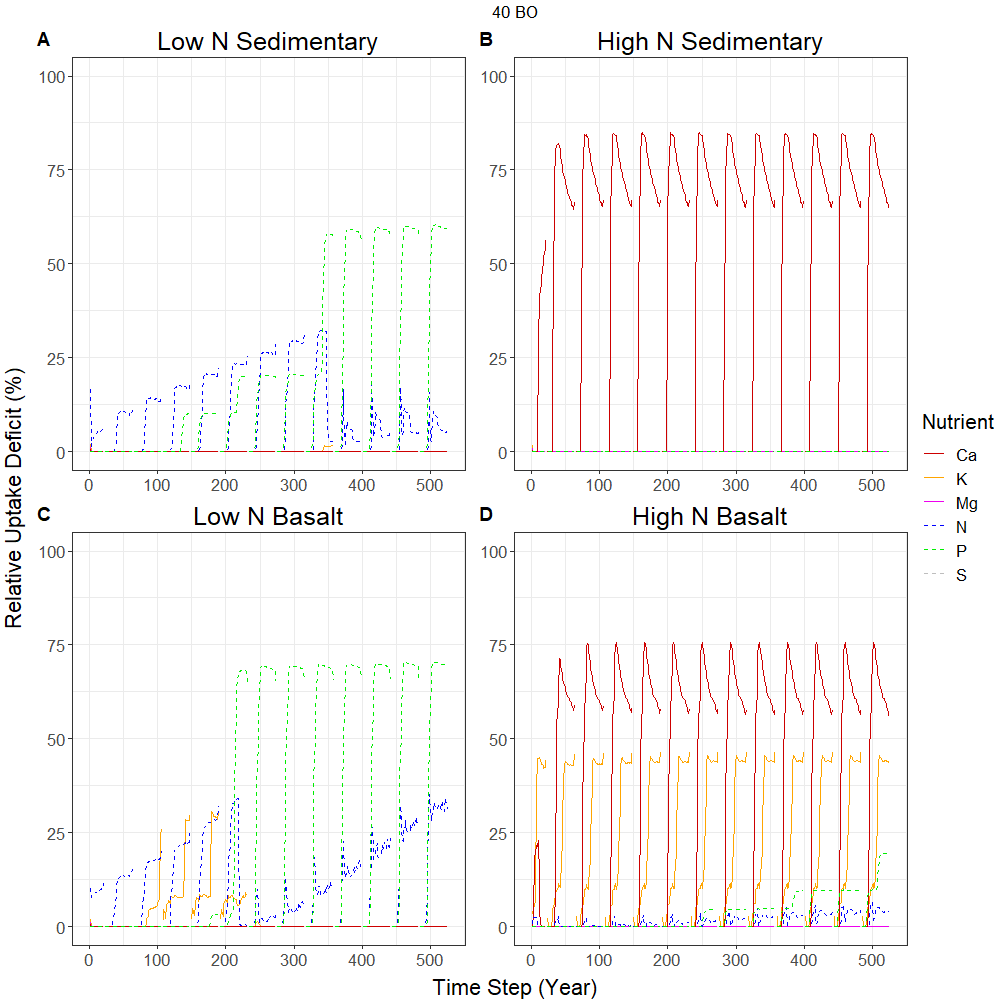 40 BO
A
Low N Sedimentary
B
High N Sedimentary
100
75
50
25
0
0 100 200 300 400 500
100
75
50
25
0
0 100 200 300 400 500
C
Low N Basalt
D
High N Basalt
100
75
50
25
0
0 100 200 300 400 500
100
75
50
25
0
0 100 200 300 400 500
Relative Uptake Deficit (%)
Time Step (Year)
Nutrient
Ca
K
Mg
N
P
S